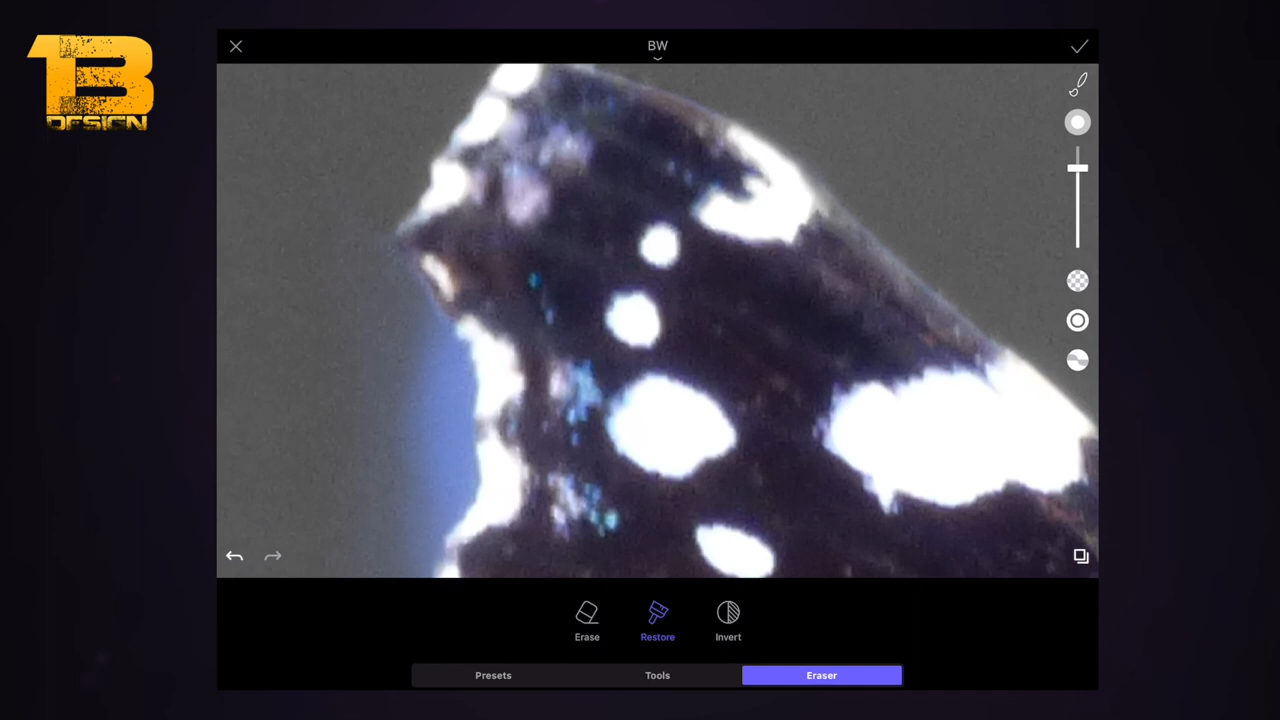 13
DESIGN
BW
Erase
Restore
Invert
Presets
Tools
Eraser